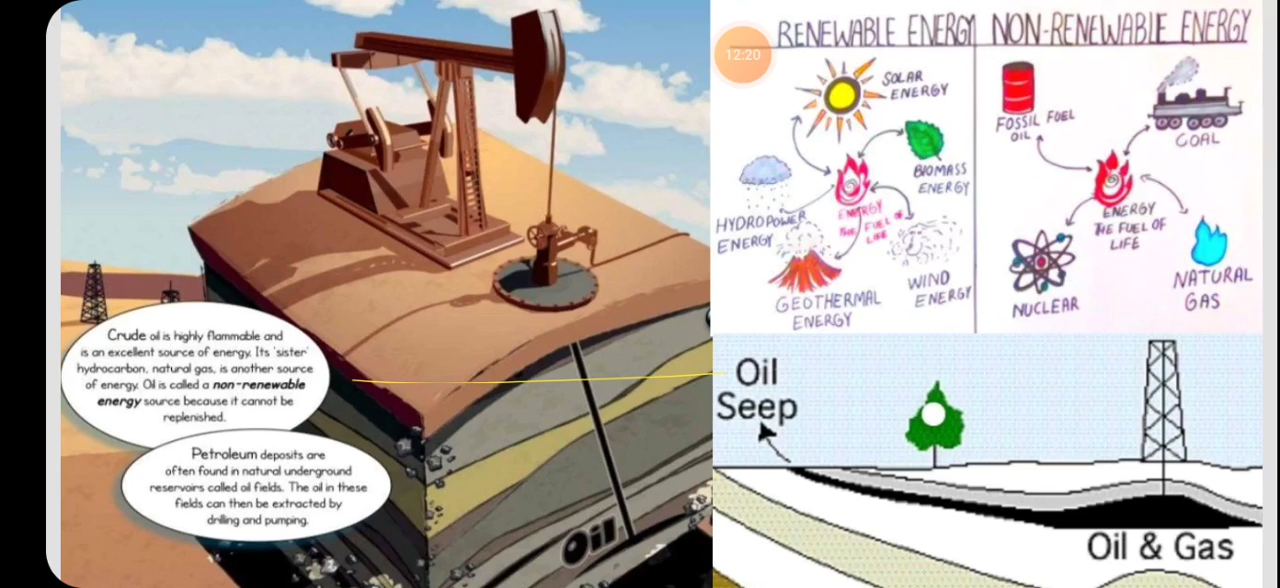 Crude oil is highly flammable and
is an excellent source of energy. Its 'sister'
hydrocarbon, natural gas, is another source
of energy. Oil is called a non-renewable
energy source because it cannot be
replenished.
Petroleum deposits are
often found in natural underground
reservoirs called oil fields. The oil in these
fields can then be extracted by
drilling and pumping.
Oil
12:20
RENEWABLE ENERGY
SOLAR
ENERGY
BIOMASS
ENERGY
HYDROPOWER
ENERGY
ENERGY
THE FUEL OF
LIFE
WIND
ENERGY
GEOTHERMAL
ENERGY
NON-RENEWABLE ENERGY
FOSSIL FUEL
OIL
COAL
ENERGY
THE FUEL OF
LIFE
NUCLEAR
NATURAL
GAS
Oil
Seep
Oil & Gas